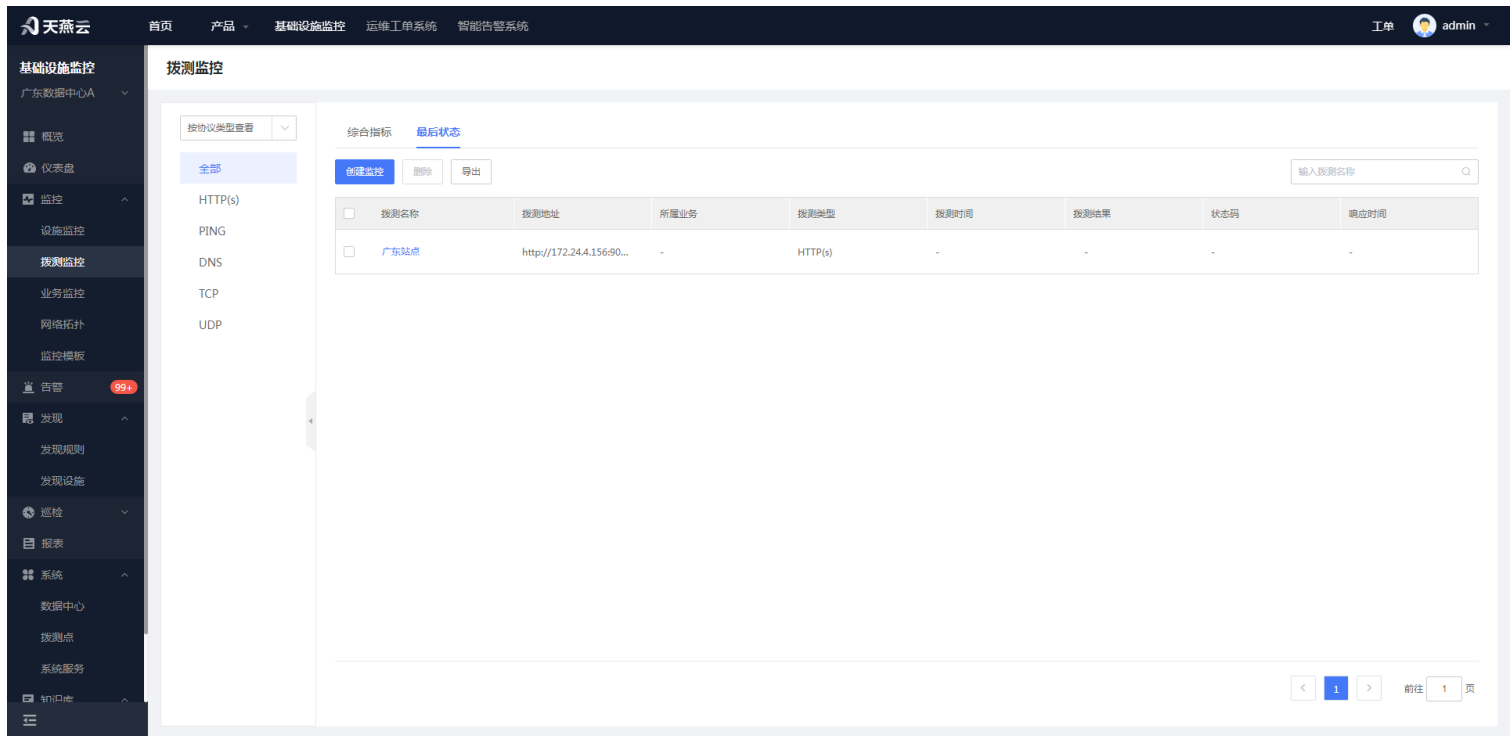 天燕云 首页 产品 基础设施监控 运维工单系统 智能告警系统 工单 admin
基础设施监控
广东数据中心A
概览
仪表盘
监控
设施监控
拨测监控
业务监控
网络拓扑
监控模板
告警 99+
发现
发现规则
发现设施
巡检
报表
系统
数据中心
拨测点
系统服务
知识库
拨测监控
按协议类型查看
全部
HTTP(s)
PING
DNS
TCP
UDP
综合指标 最后状态
创建监控 删除 导出 输入拨测名称
拨测名称 拨测地址 所属业务 拨测类型 拨测时间 拨测结果 状态码 响应时间
广东站点 http://172.24.4.156:90... - HTTP(s) - - - -
1 前往 1 页